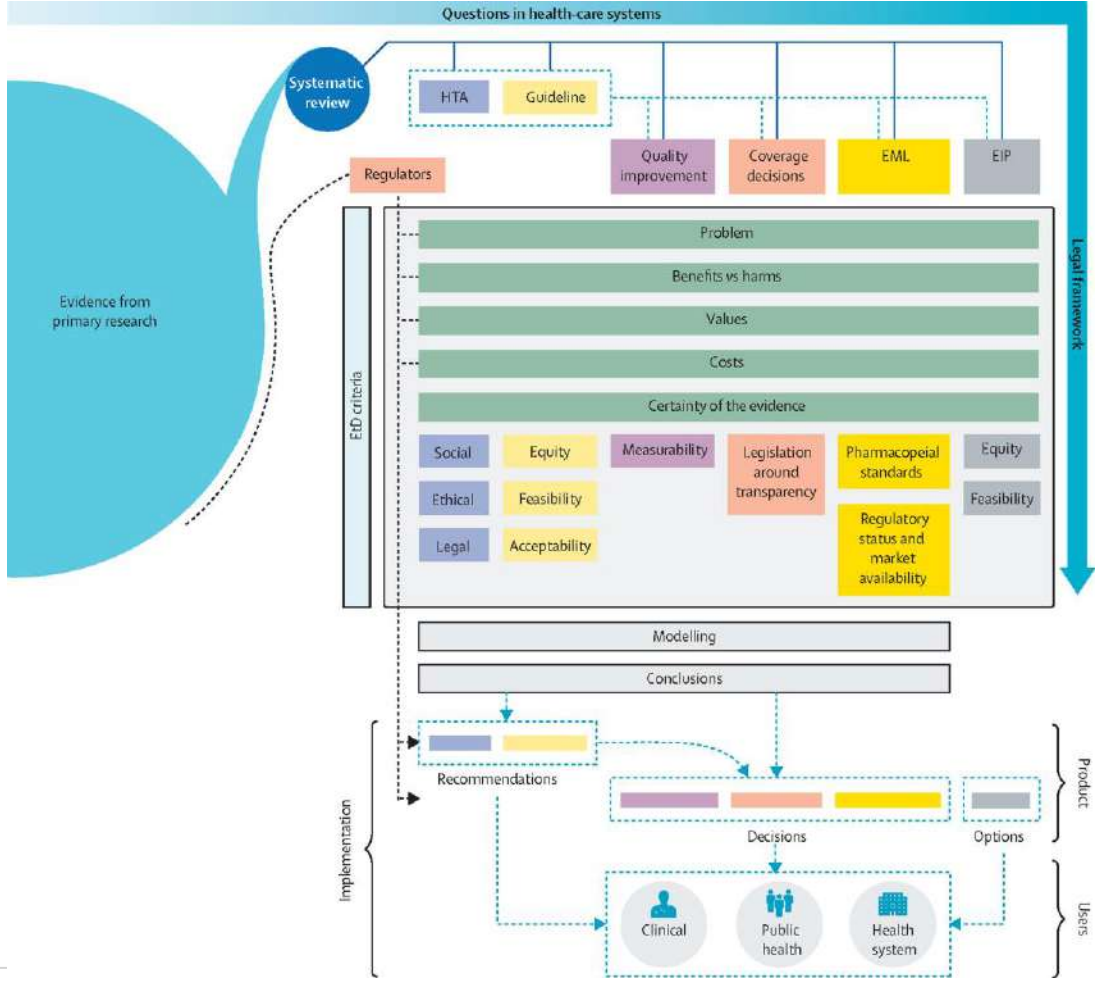 Questions in health-care systems
Systematic
review
HTA
Guideline
Quality
improvement
Coverage
decisions
EML
EIP
Regulators
Legal framework
Evidence from
primary research
EtD criteria
Problem
Benefits vs harms
Values
Costs
Certainty of the evidence
Social
Equity
Measurability
Legislation
around
transparency
Pharmacopeial
standards
Equity
Ethical
Feasibility
Feasibility
Legal
Acceptability
Regulatory
status and
market
availability
Modelling
Conclusions
Implementation
Recommendations
Product
Decisions
Options
Users
Clinical
Public
health
Health
system